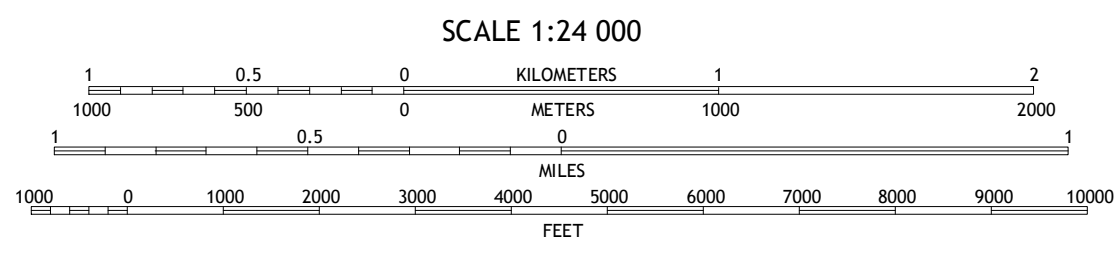 SCALE 1:24 000
1 0.5 0 KILOMETERS 1 2
1000 500 0 METERS 1000 2000
1 0.5 0 1
MILES
1000 0 1000 2000 3000 4000 5000 6000 7000 8000 9000 10000
FEET